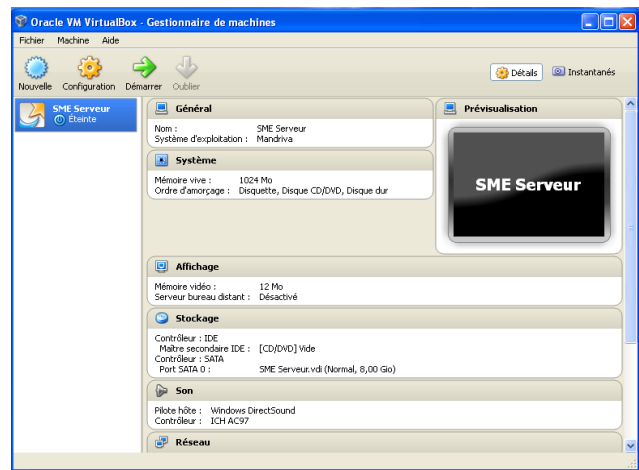 Oracle VM VirtualBox - Gestionnaire de machines
Fichier Machine Aide
Nouvelle Configuration Démarrer Oublier
Détails Instantanés
SME Serveur
Éteinte
Général
Nom : SME Serveur
Système d'exploitation : Mandriva
Prévisualisation
SME Serveur
Système
Mémoire vive : 1024 Mo
Ordre d'amorçage : Disquette, Disque CD/DVD, Disque dur
Affichage
Mémoire vidéo : 12 Mo
Serveur bureau distant : Désactivé
Stockage
Contrôleur : IDE
Maître secondaire IDE : [CD/DVD] Vide
Contrôleur : SATA
Port SATA 0 : SME Serveur.vdi (Normal, 8,00 Gio)
Son
Pilote hôte : Windows DirectSound
Contrôleur : ICH AC97
Réseau